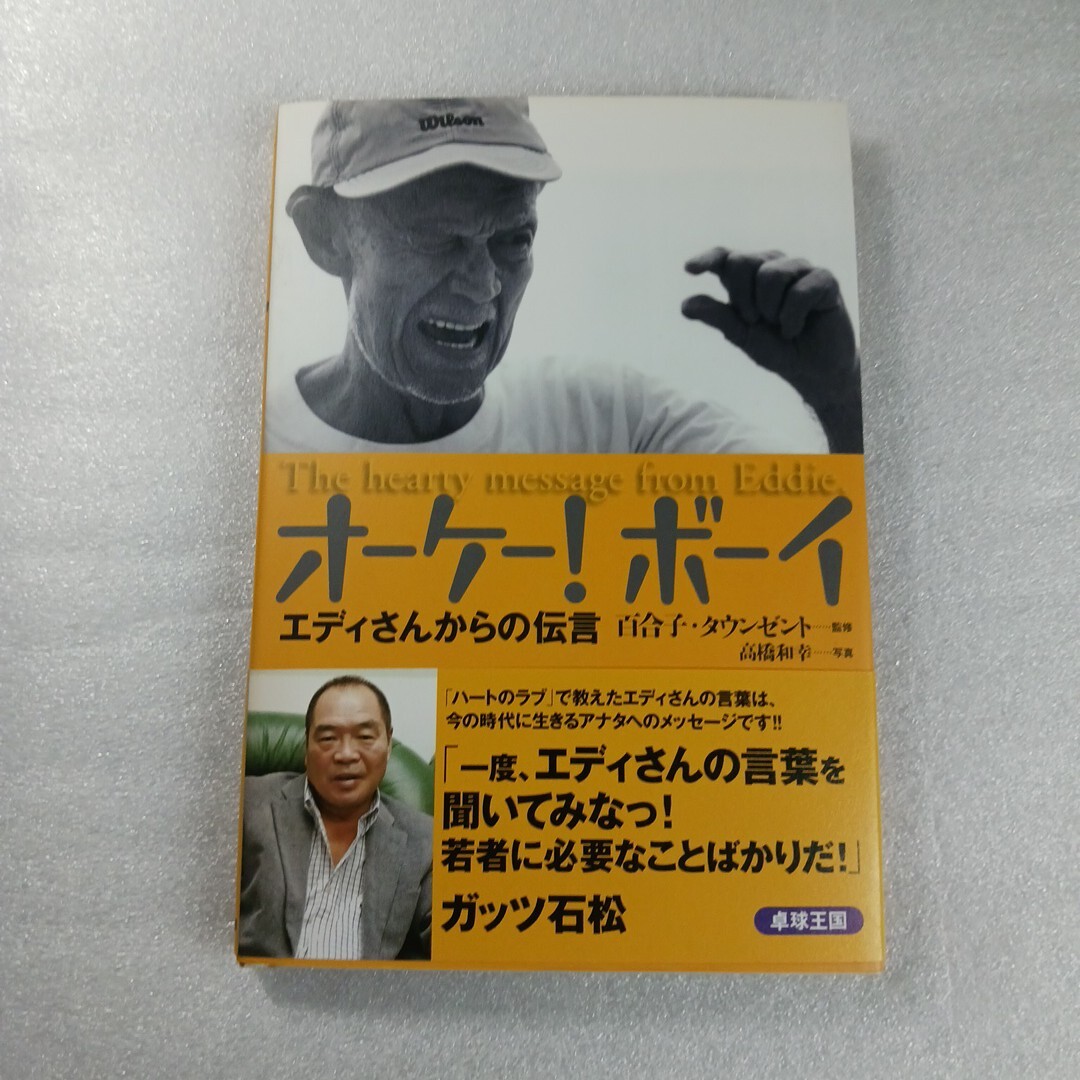 Wilson
The hearty message from Eddie.
オーケー！ボーイ
エディさんからの伝言 百合子・タウンゼント……監修
高橋和幸……写真
「ハートのラブ」で教えたエディさんの言葉は、
今の時代に生きるアナタへのメッセージです!!
「一度、エディさんの言葉を
聞いてみなっ！
若者に必要なことばかりだ！」
ガッツ石松
卓球王国